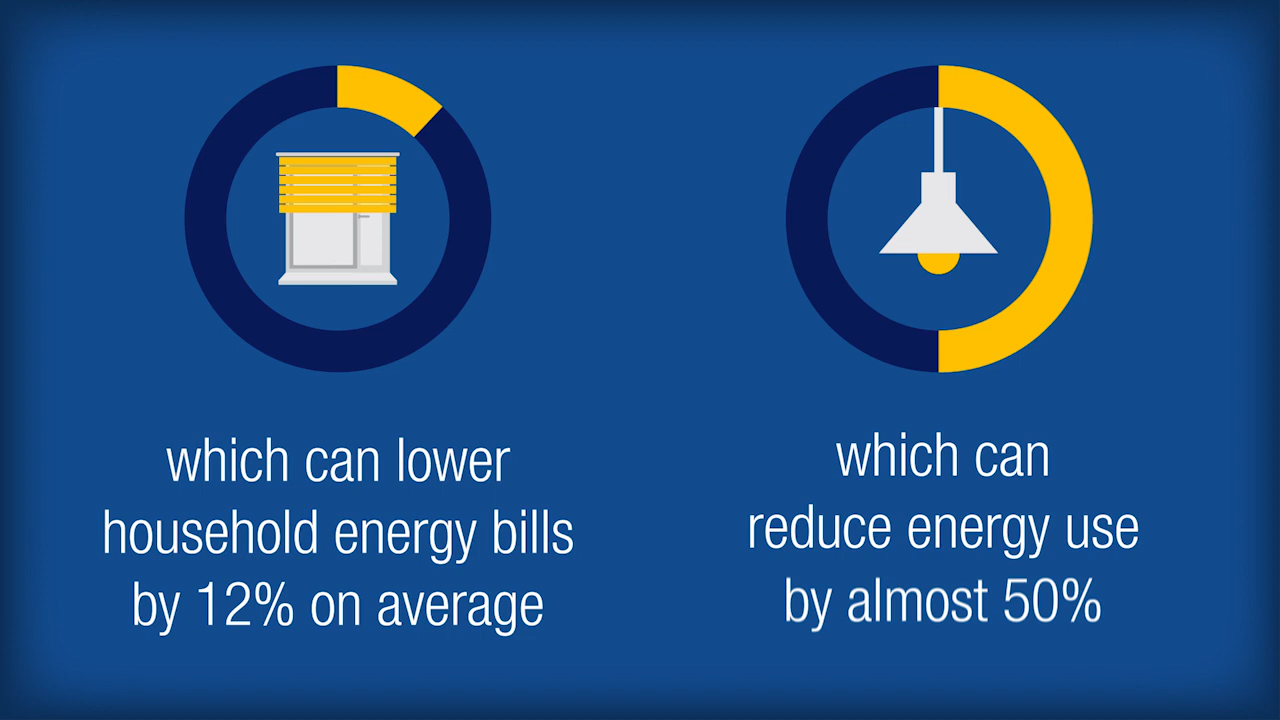 which can lower
household energy bills
by 12% on average
which can
reduce energy use
by almost 50%